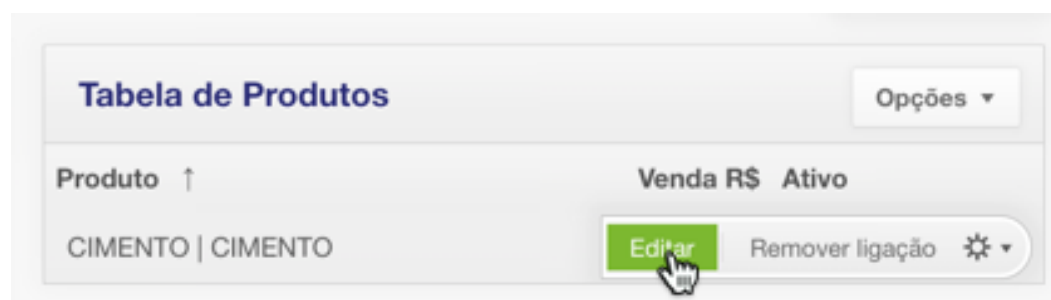 Tabela de Produtos
Opções
Produto ↑ Venda R$ Ativo
CIMENTO | CIMENTO Editar Remover ligação